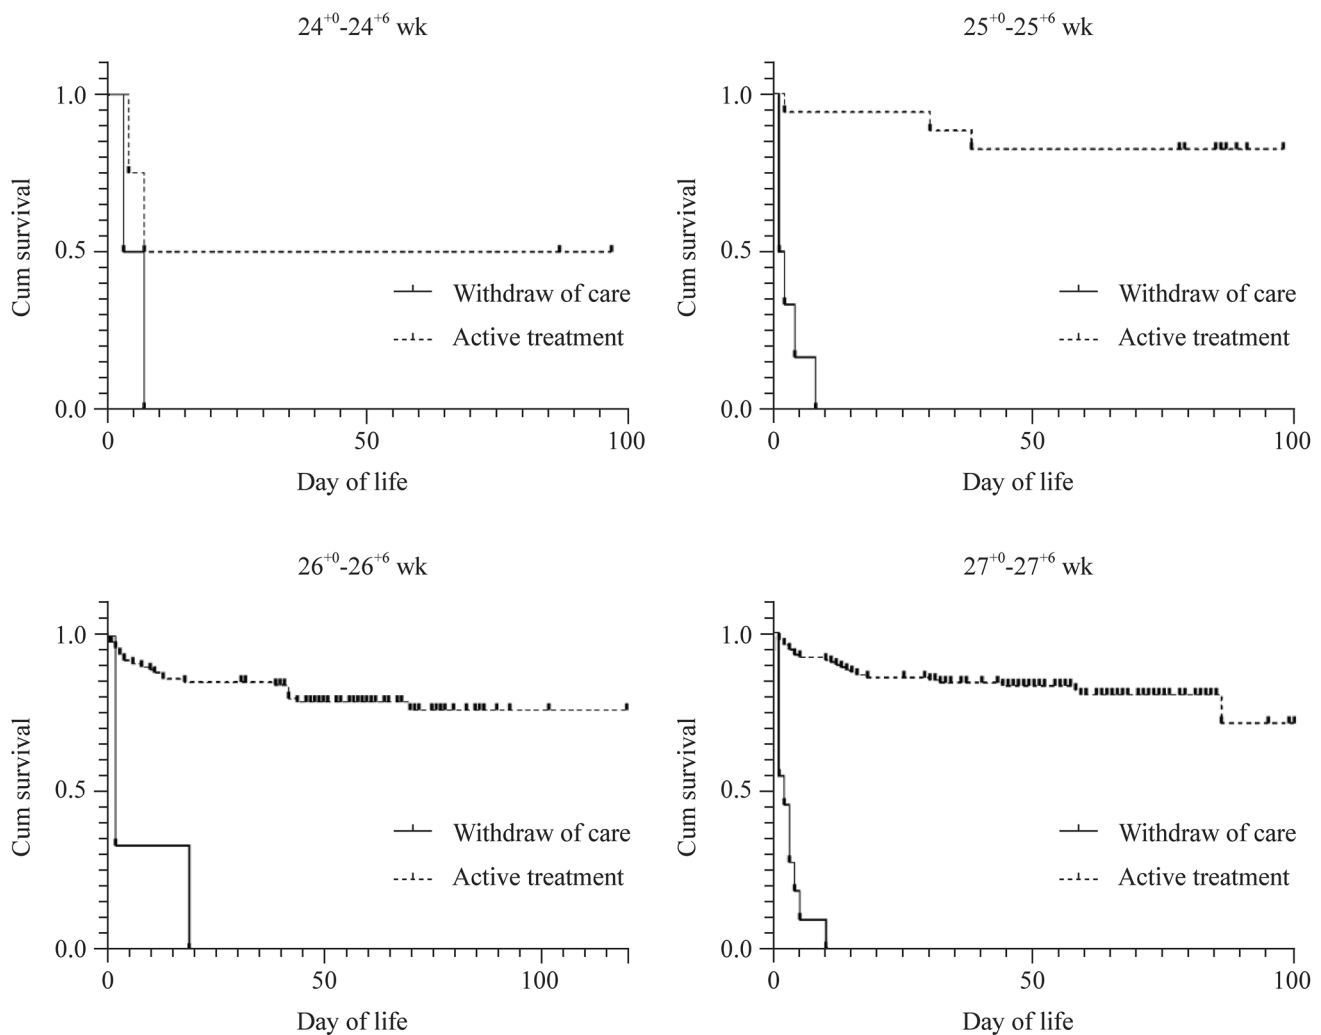 24+0-24+6 wk
1.0
0.5
0.0
Cum survival
Withdraw of care
Active treatment
0 50 100
Day of life
25+0-25+6 wk
1.0
0.5
0.0
Cum survival
Withdraw of care
Active treatment
0 50 100
Day of life
26+0-26+6 wk
1.0
0.5
0.0
Cum survival
Withdraw of care
Active treatment
0 50 100
Day of life
27+0-27+6 wk
1.0
0.5
0.0
Cum survival
Withdraw of care
Active treatment
0 50 100
Day of life